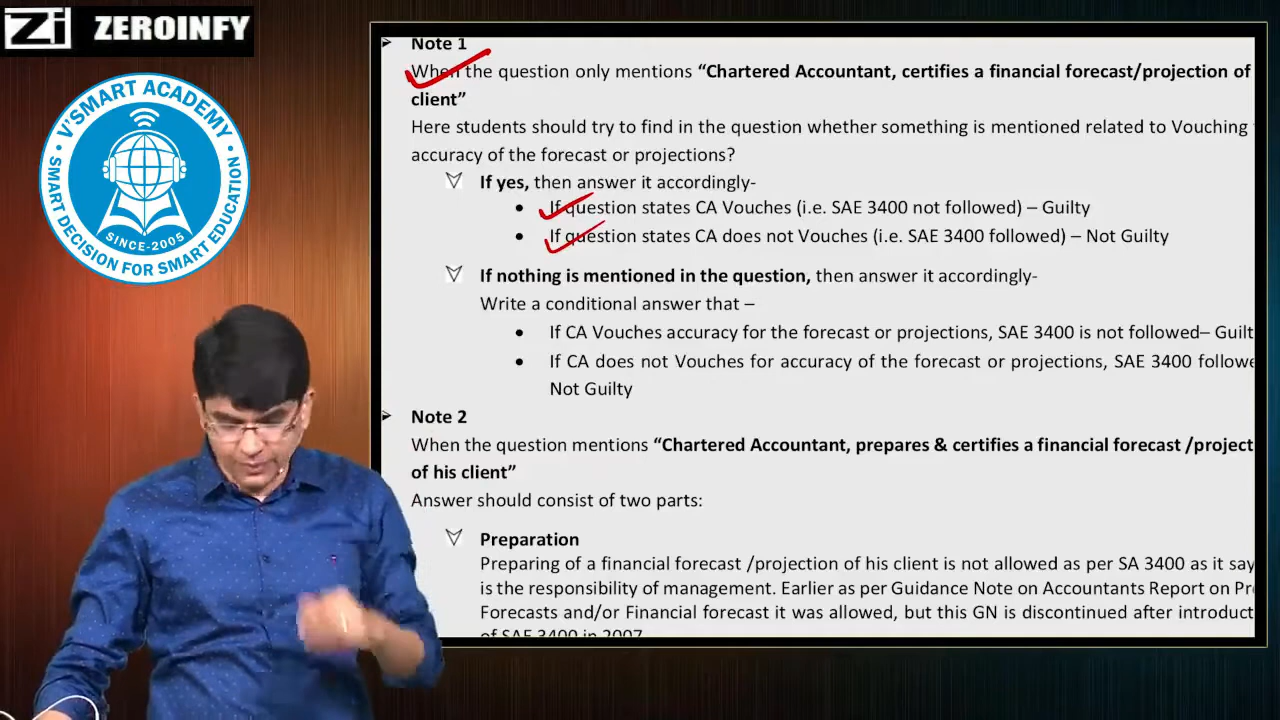 Zi ZEROINFY
V'SMART ACADEMY
SMART DECISION FOR SMART EDUCATION
SINCE-2005
Note 1
When the question only mentions “Chartered Accountant, certifies a financial forecast/projection of
client”
Here students should try to find in the question whether something is mentioned related to Vouching
accuracy of the forecast or projections?
If yes, then answer it accordingly-
• If question states CA Vouches (i.e. SAE 3400 not followed) – Guilty
• If question states CA does not Vouches (i.e. SAE 3400 followed) – Not Guilty
If nothing is mentioned in the question, then answer it accordingly-
Write a conditional answer that –
• If CA Vouches accuracy for the forecast or projections, SAE 3400 is not followed– Guilt
• If CA does not Vouches for accuracy of the forecast or projections, SAE 3400 followe
Not Guilty
Note 2
When the question mentions “Chartered Accountant, prepares & certifies a financial forecast /project
of his client”
Answer should consist of two parts:
Preparation
Preparing of a financial forecast /projection of his client is not allowed as per SA 3400 as it say
is the responsibility of management. Earlier as per Guidance Note on Accountants Report on Pr
Forecasts and/or Financial forecast it was allowed, but this GN is discontinued after introduct
of SAE 3400 in 2007